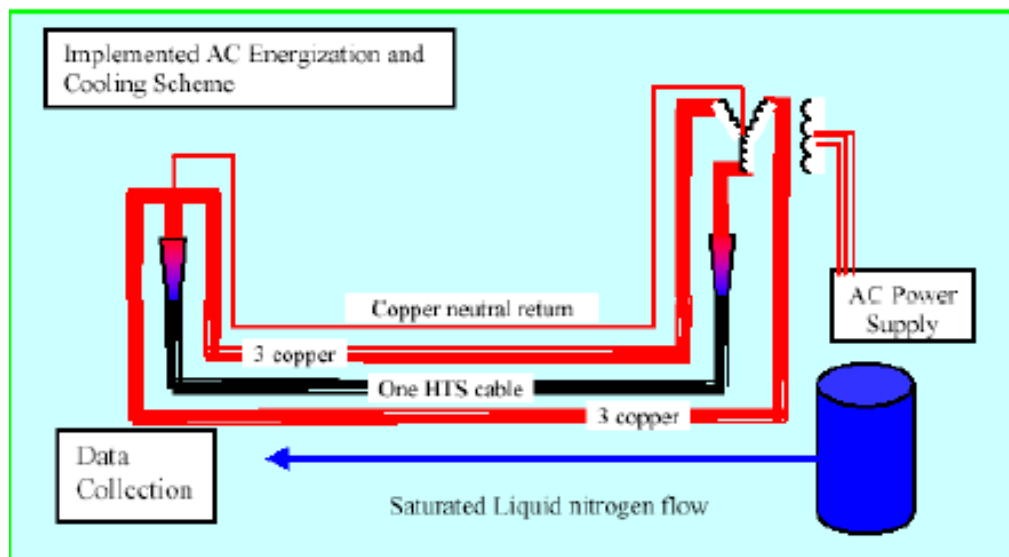 Implemented AC Energization and
Cooling Scheme
Copper neutral return
3 copper
One HTS cable
3 copper
AC Power
Supply
Data
Collection
Saturated Liquid nitrogen flow